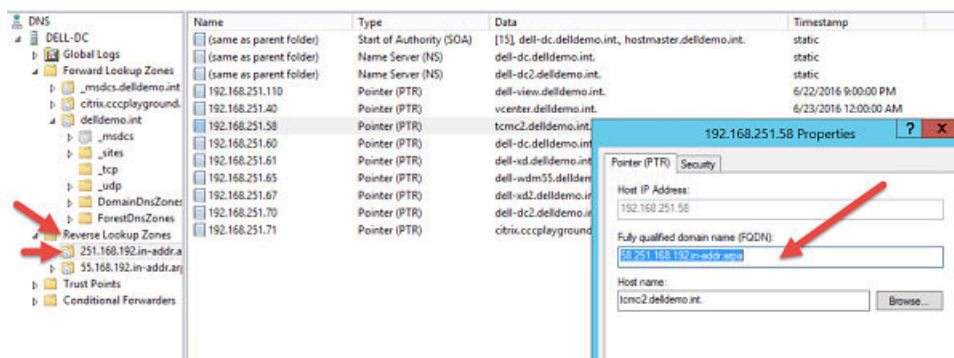 DNS
DELL-DC
Global Logs
Forward Lookup Zones
_msdcs.delldemo.int
citrix.cccplayground.
delldemo.int
_msdcs
_sites
_tcp
_udp
DomainDnsZones
ForestDnsZones
Reverse Lookup Zones
251.168.192.in-addr.a
55.168.192.in-addr.arp
Trust Points
Conditional Forwarders
Name Type Data Timestamp
(same as parent folder) Start of Authority (SOA) [15], dell-dc.delldemo.int., hostmaster.delldemo.int. static
(same as parent folder) Name Server (NS) dell-dc.delldemo.int. static
(same as parent folder) Name Server (NS) dell-dc2.delldemo.int. static
192.168.251.110 Pointer (PTR) dell-view.delldemo.int. 6/22/2016 9:00:00 PM
192.168.251.40 Pointer (PTR) vcenter.delldemo.int. 6/23/2016 12:00:00 AM
192.168.251.58 Pointer (PTR) tcmc2.delldemo.int.
192.168.251.60 Pointer (PTR) dell-dc.delldemo.int
192.168.251.61 Pointer (PTR) dell-xd.delldemo.int
192.168.251.65 Pointer (PTR) dell-wdm55.delldem
192.168.251.67 Pointer (PTR) dell-xd2.delldemo.in
192.168.251.70 Pointer (PTR) dell-dc2.delldemo.i
192.168.251.71 Pointer (PTR) citrix.cccplayground
192.168.251.58 Properties ? X
Pointer (PTR) Security
Host IP Address:
192.168.251.58
Fully qualified domain name (FQDN):
58.251.168.192.in-addr.arpa
Host name:
tcmc2.delldemo.int. Browse...